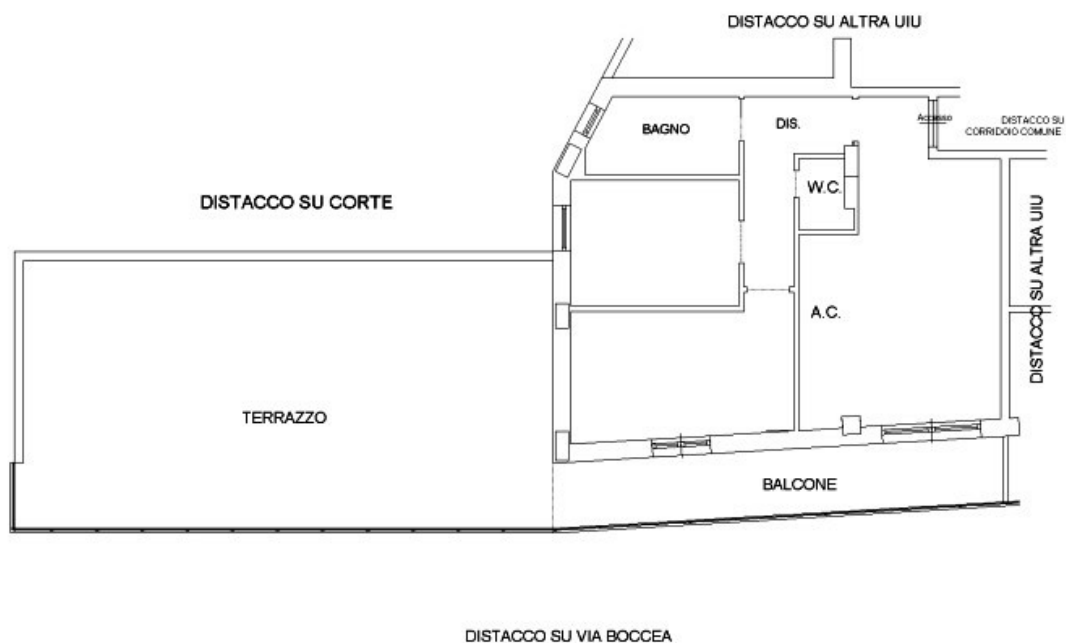 DISTACCO SU ALTRA UIU
Accesso
DISTACCO SU
CORRIDOIO COMUNE
BAGNO
DIS.
W.C.
DISTACCO SU CORTE
DISTACCO SU ALTRA UIU
A.C.
TERRAZZO
BALCONE
DISTACCO SU VIA BOCCEA